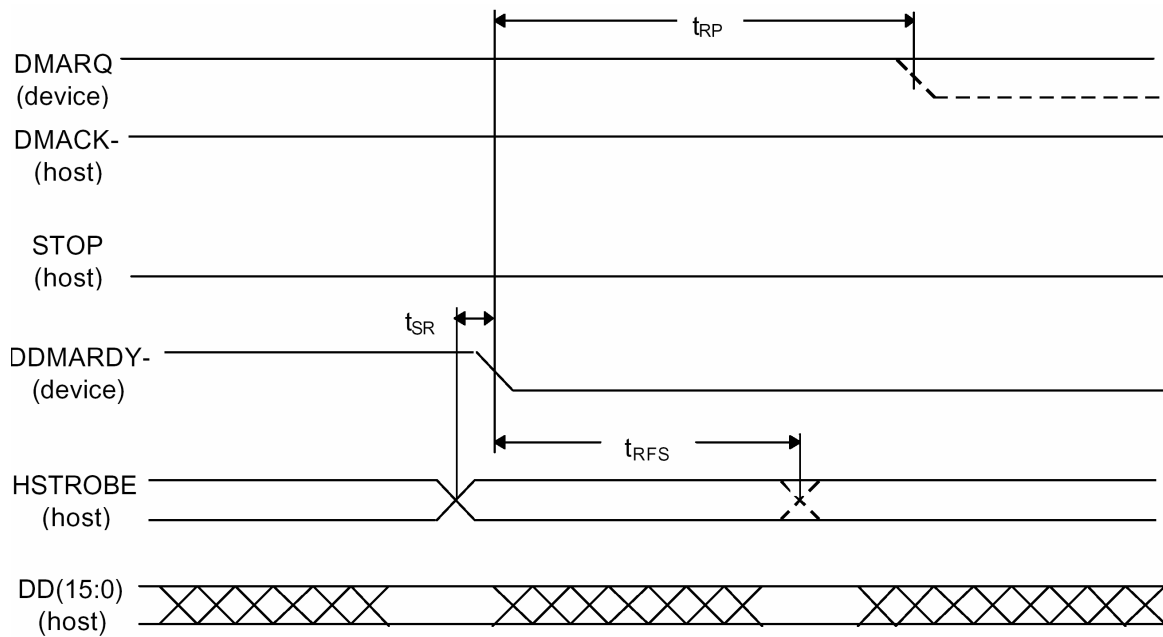 tRP
DMARQ
(device)
DMACK-
(host)
STOP
(host)
tSR
DDMARDY-
(device)
tRFS
HSTROBE
(host)
DD(15:0)
(host)